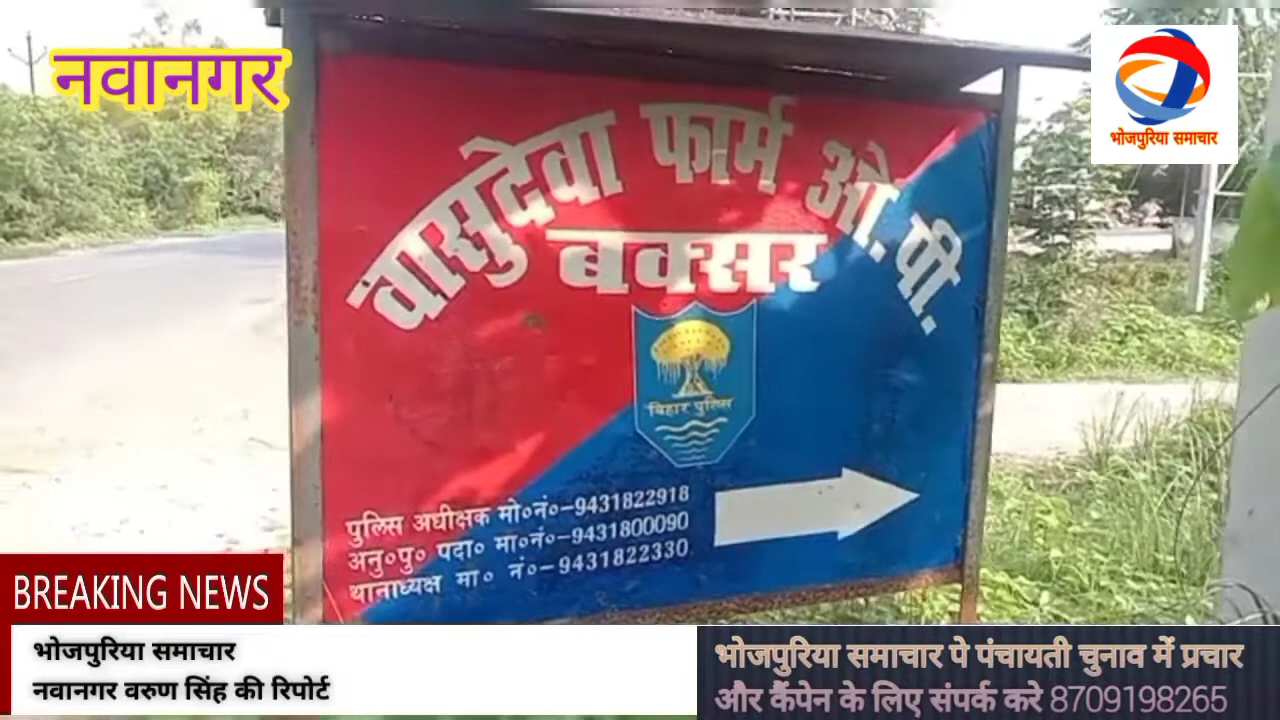 नवानगर
भोजपुरिया समाचार
वासुदेवा फार्म ओ.पी.
बक्सर
बिहार पुलिस
पुलिस अधीक्षक मो०नं०-9431822918
अनु०पु० पदा० मा०नं०-9431800090
थानाध्यक्ष मा० नं०-9431822330
BREAKING NEWS
भोजपुरिया समाचार
नवानगर वरुण सिंह की रिपोर्ट
भोजपुरिया समाचार पे पंचायती चुनाव में प्रचार
और कैंपेन के लिए संपर्क करे 8709198265